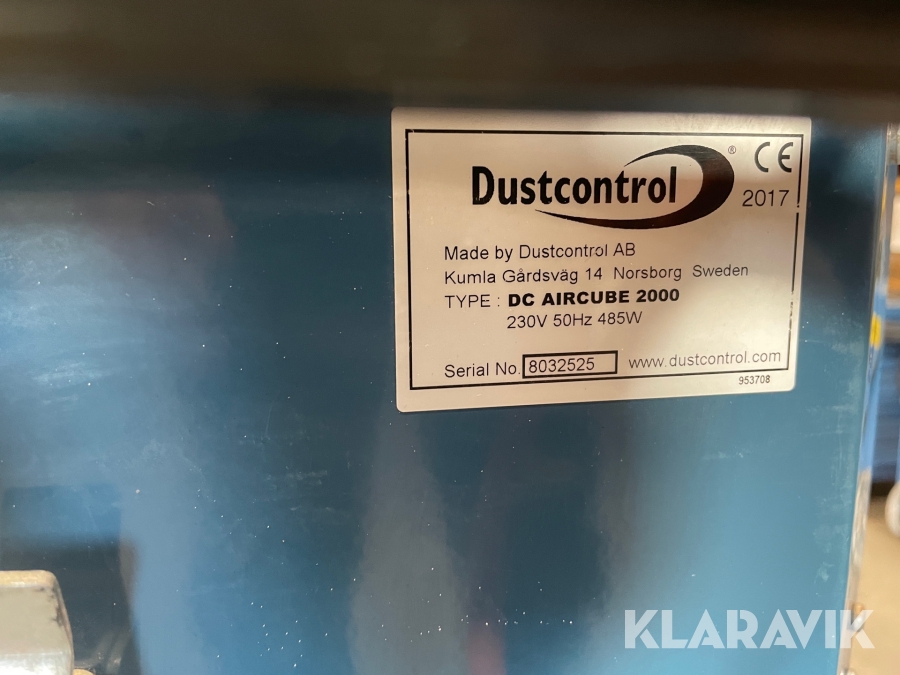 Dustcontrol ® CE
2017
Made by Dustcontrol AB
Kumla Gårdsväg 14 Norsborg Sweden
TYPE : DC AIRCUBE 2000
230V 50Hz 485W
Serial No. 8032525 www.dustcontrol.com
953708
KLARAVIK